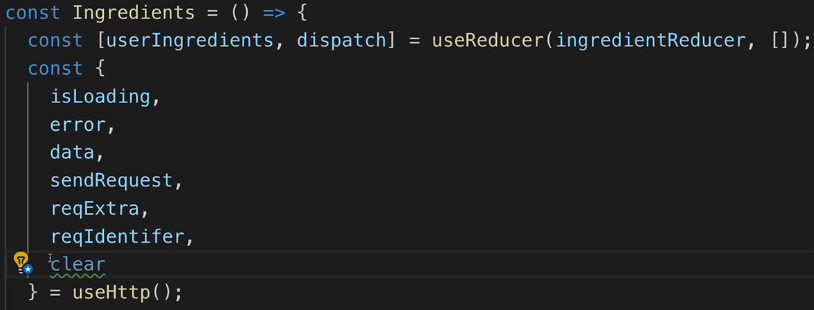 const Ingredients = () => {
const [userIngredients, dispatch] = useReducer(ingredientReducer, []);
const {
isLoading,
error,
data,
sendRequest,
reqExtra,
reqIdentifer,
clear
} = useHttp();